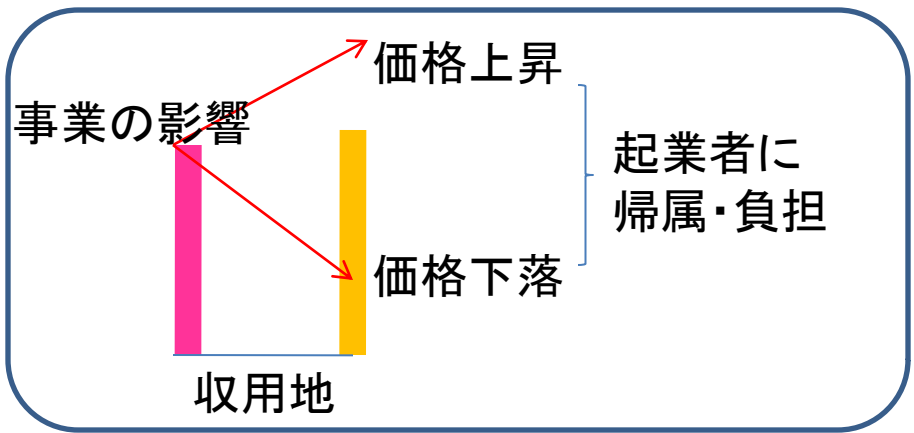 価格上昇
事業の影響
起業者に
帰属・負担
価格下落
収用地